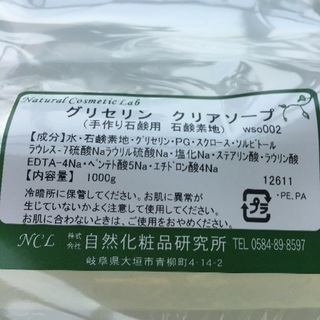 Natural Cosmetic Lab
グリセリン クリアソープ
(手作り石鹸用 石鹸素地) wso002
【成分】水・石鹸素地・グリセリン・PG・スクロース・ソルビトール
ラウレス-7硫酸Naラウリル硫酸Na・塩化Na・ステアリン酸・ラウリン酸
EDTA-4Na・ペンテト酸5Na・エチドロン酸4Na
【内容量】 1000g 12611
冷暗所に保管してください。お肌に異常が
生じていないかよく注意して使用してください。
お肌に合わないときは、ご使用をおやめください。
プラ
・PE,PA
NCL 株式会社 自然化粧品研究所 TEL 0584-89-8597
岐阜県大垣市青柳町4-14-2